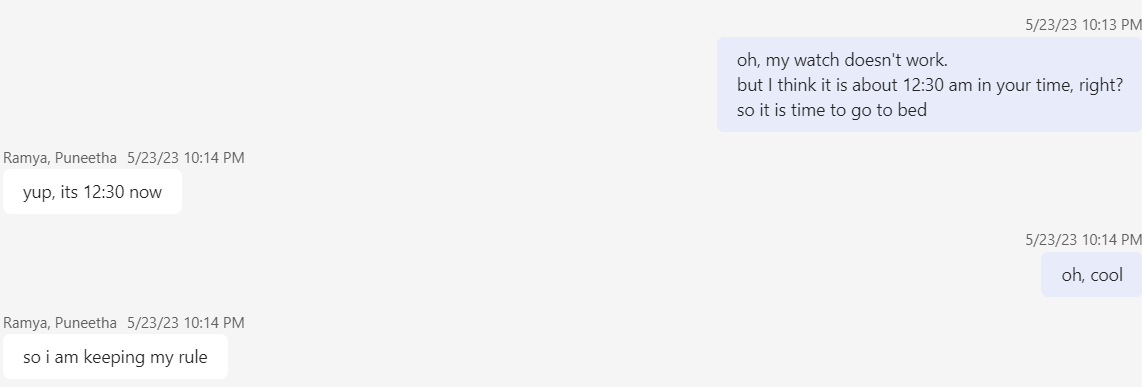 5/23/23 10:13 PM
oh, my watch doesn't work.
but I think it is about 12:30 am in your time, right?
so it is time to go to bed
Ramya, Puneetha 5/23/23 10:14 PM
yup, its 12:30 now
5/23/23 10:14 PM
oh, cool
Ramya, Puneetha 5/23/23 10:14 PM
so i am keeping my rule